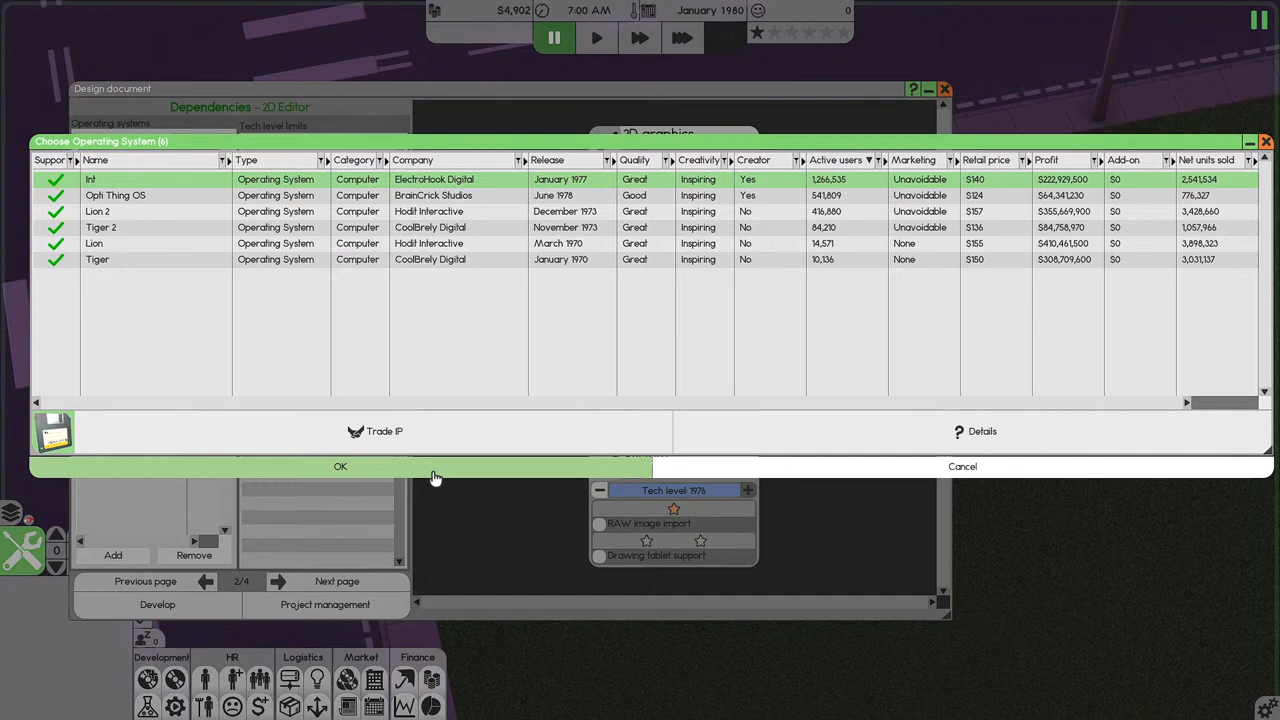 $4,902 7:00 AM January 1980 0
Design document
Dependencies - 2D Editor
Operating systems Tech level limits
2D graphics
Choose Operating System (6)
Suppor Name Type Category Company Release Quality Creativity Creator Active users Marketing Retail price Profit Add-on Net units sold
Int Operating System Computer ElectroHook Digital January 1977 Great Inspiring Yes 1,266,535 Unavoidable $140 $222,929,500 $0 2,541,534
Opti Thing OS Operating System Computer BrainCrick Studios June 1978 Good Inspiring Yes 541,809 Unavoidable $124 $64,341,230 $0 776,327
Lion 2 Operating System Computer Hodit Interactive December 1973 Great Inspiring No 416,880 Unavoidable $157 $355,669,900 $0 3,428,660
Tiger 2 Operating System Computer CoolBrely Digital November 1973 Great Inspiring No 84,210 Unavoidable $136 $84,758,970 $0 1,057,966
Lion Operating System Computer Hodit Interactive March 1970 Great Inspiring No 14,571 None $155 $410,461,500 $0 3,898,323
Tiger Operating System Computer CoolBrely Digital January 1970 Great Inspiring No 10,136 None $150 $308,709,600 $0 3,031,137
Trade IP ? Details
OK Cancel
Tech level: 1976
RAW image import
Drawing tablet support
0
Add Remove
Previous page 2/4 Next page
Develop Project management
Z 0
Development HR Logistics Market Finance